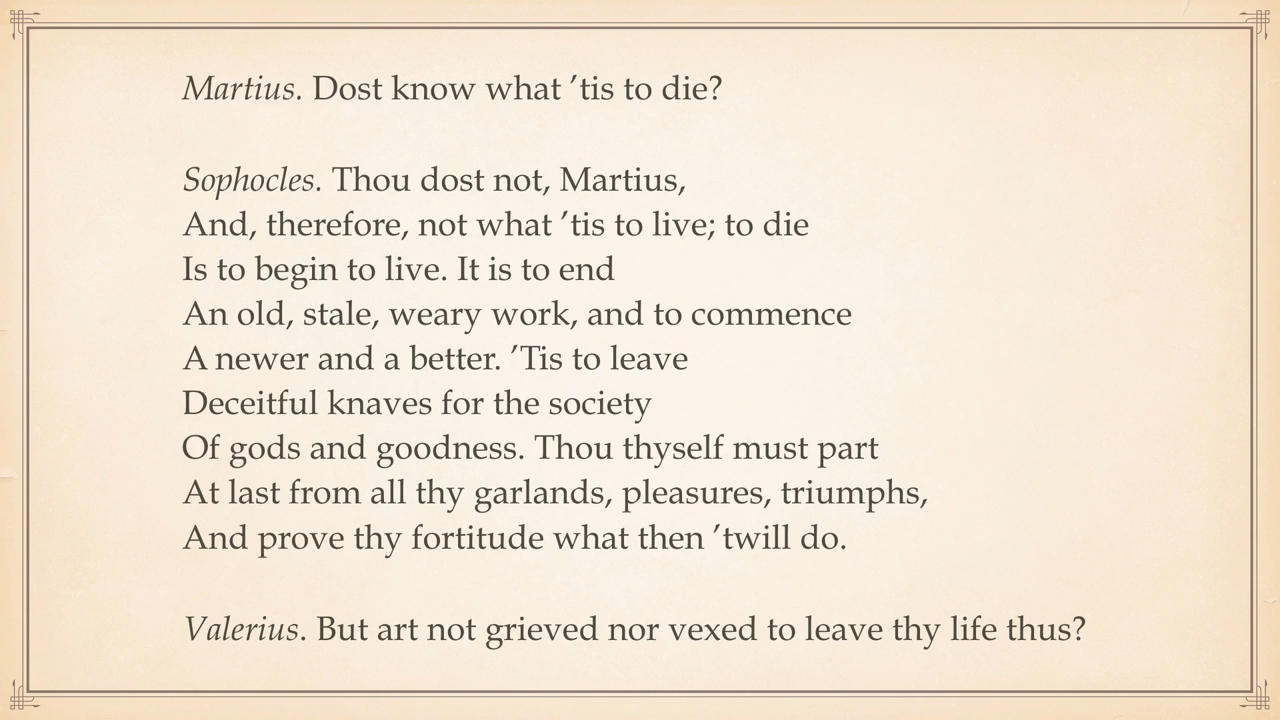 Martius. Dost know what ’tis to die?
Sophocles. Thou dost not, Martius,
And, therefore, not what ’tis to live; to die
Is to begin to live. It is to end
An old, stale, weary work, and to commence
A newer and a better. ’Tis to leave
Deceitful knaves for the society
Of gods and goodness. Thou thyself must part
At last from all thy garlands, pleasures, triumphs,
And prove thy fortitude what then ’twill do.
Valerius. But art not grieved nor vexed to leave thy life thus?